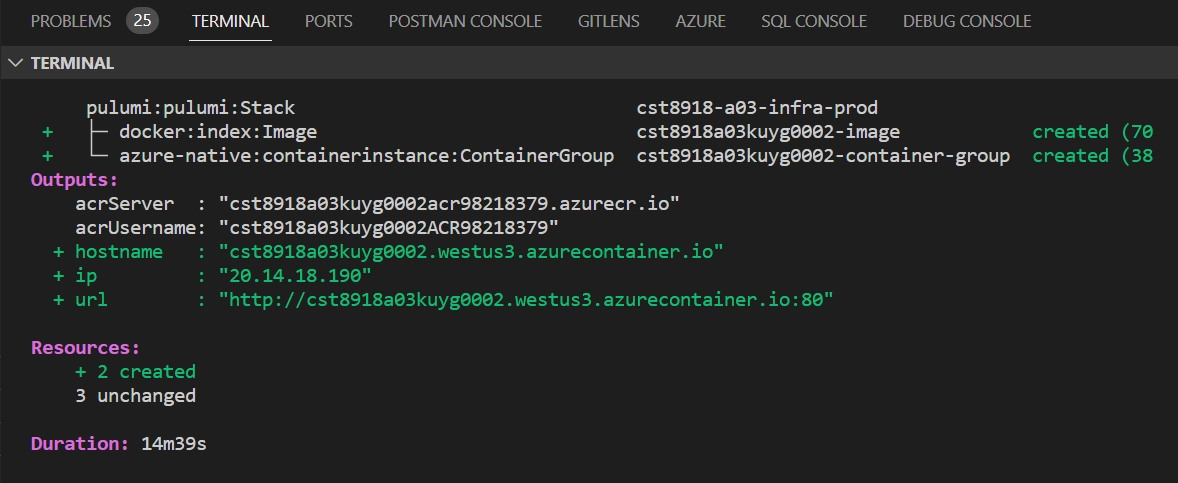 PROBLEMS 25 TERMINAL PORTS POSTMAN CONSOLE GITLENS AZURE SQL CONSOLE DEBUG CONSOLE
TERMINAL
pulumi:pulumi:Stack cst8918-a03-infra-prod
+ ├─ docker:index:Image cst8918a03kuyg0002-image created (70
+ └─ azure-native:containerinstance:ContainerGroup cst8918a03kuyg0002-container-group created (38
Outputs:
acrServer : "cst8918a03kuyg0002acr98218379.azurecr.io"
acrUsername: "cst8918a03kuyg0002ACR98218379"
+ hostname : "cst8918a03kuyg0002.westus3.azurecontainer.io"
+ ip : "20.14.18.190"
+ url : "http://cst8918a03kuyg0002.westus3.azurecontainer.io:80"
Resources:
+ 2 created
3 unchanged
Duration: 14m39s